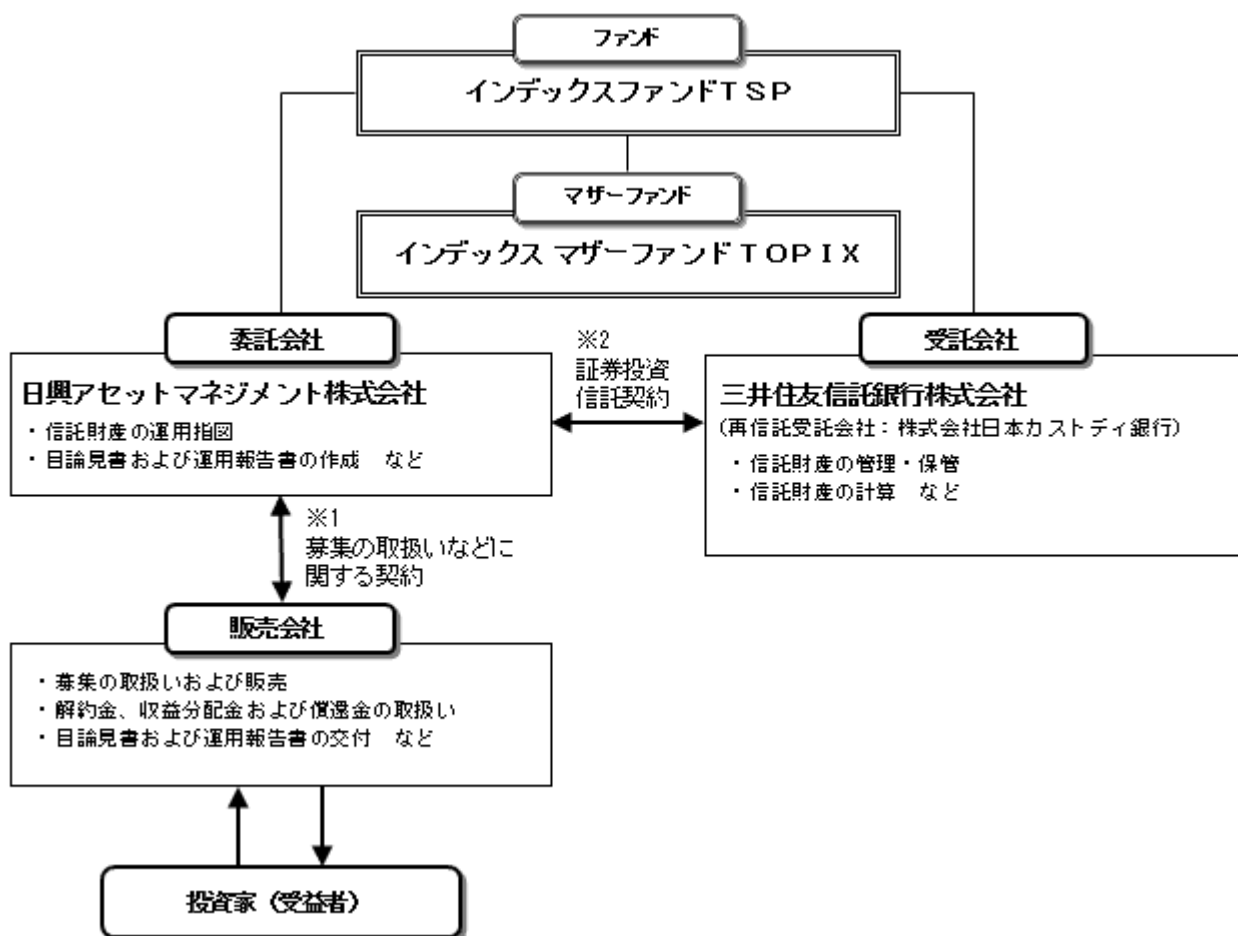 ファンド
インデックスファンドTSP
マザーファンド
インデックス マザーファンドTOPIX
委託会社
日興アセットマネジメント株式会社
・信託財産の運用指図
・目論見書および運用報告書の作成　など
※2
証券投資
信託契約
受託会社
三井住友信託銀行株式会社
(再信託受託会社：株式会社日本カストディ銀行)
・信託財産の管理・保管
・信託財産の計算　など
※1
募集の取扱いなどに
関する契約
販売会社
・募集の取扱いおよび販売
・解約金、収益分配金および償還金の取扱い
・目論見書および運用報告書の交付　など
投資家（受益者）